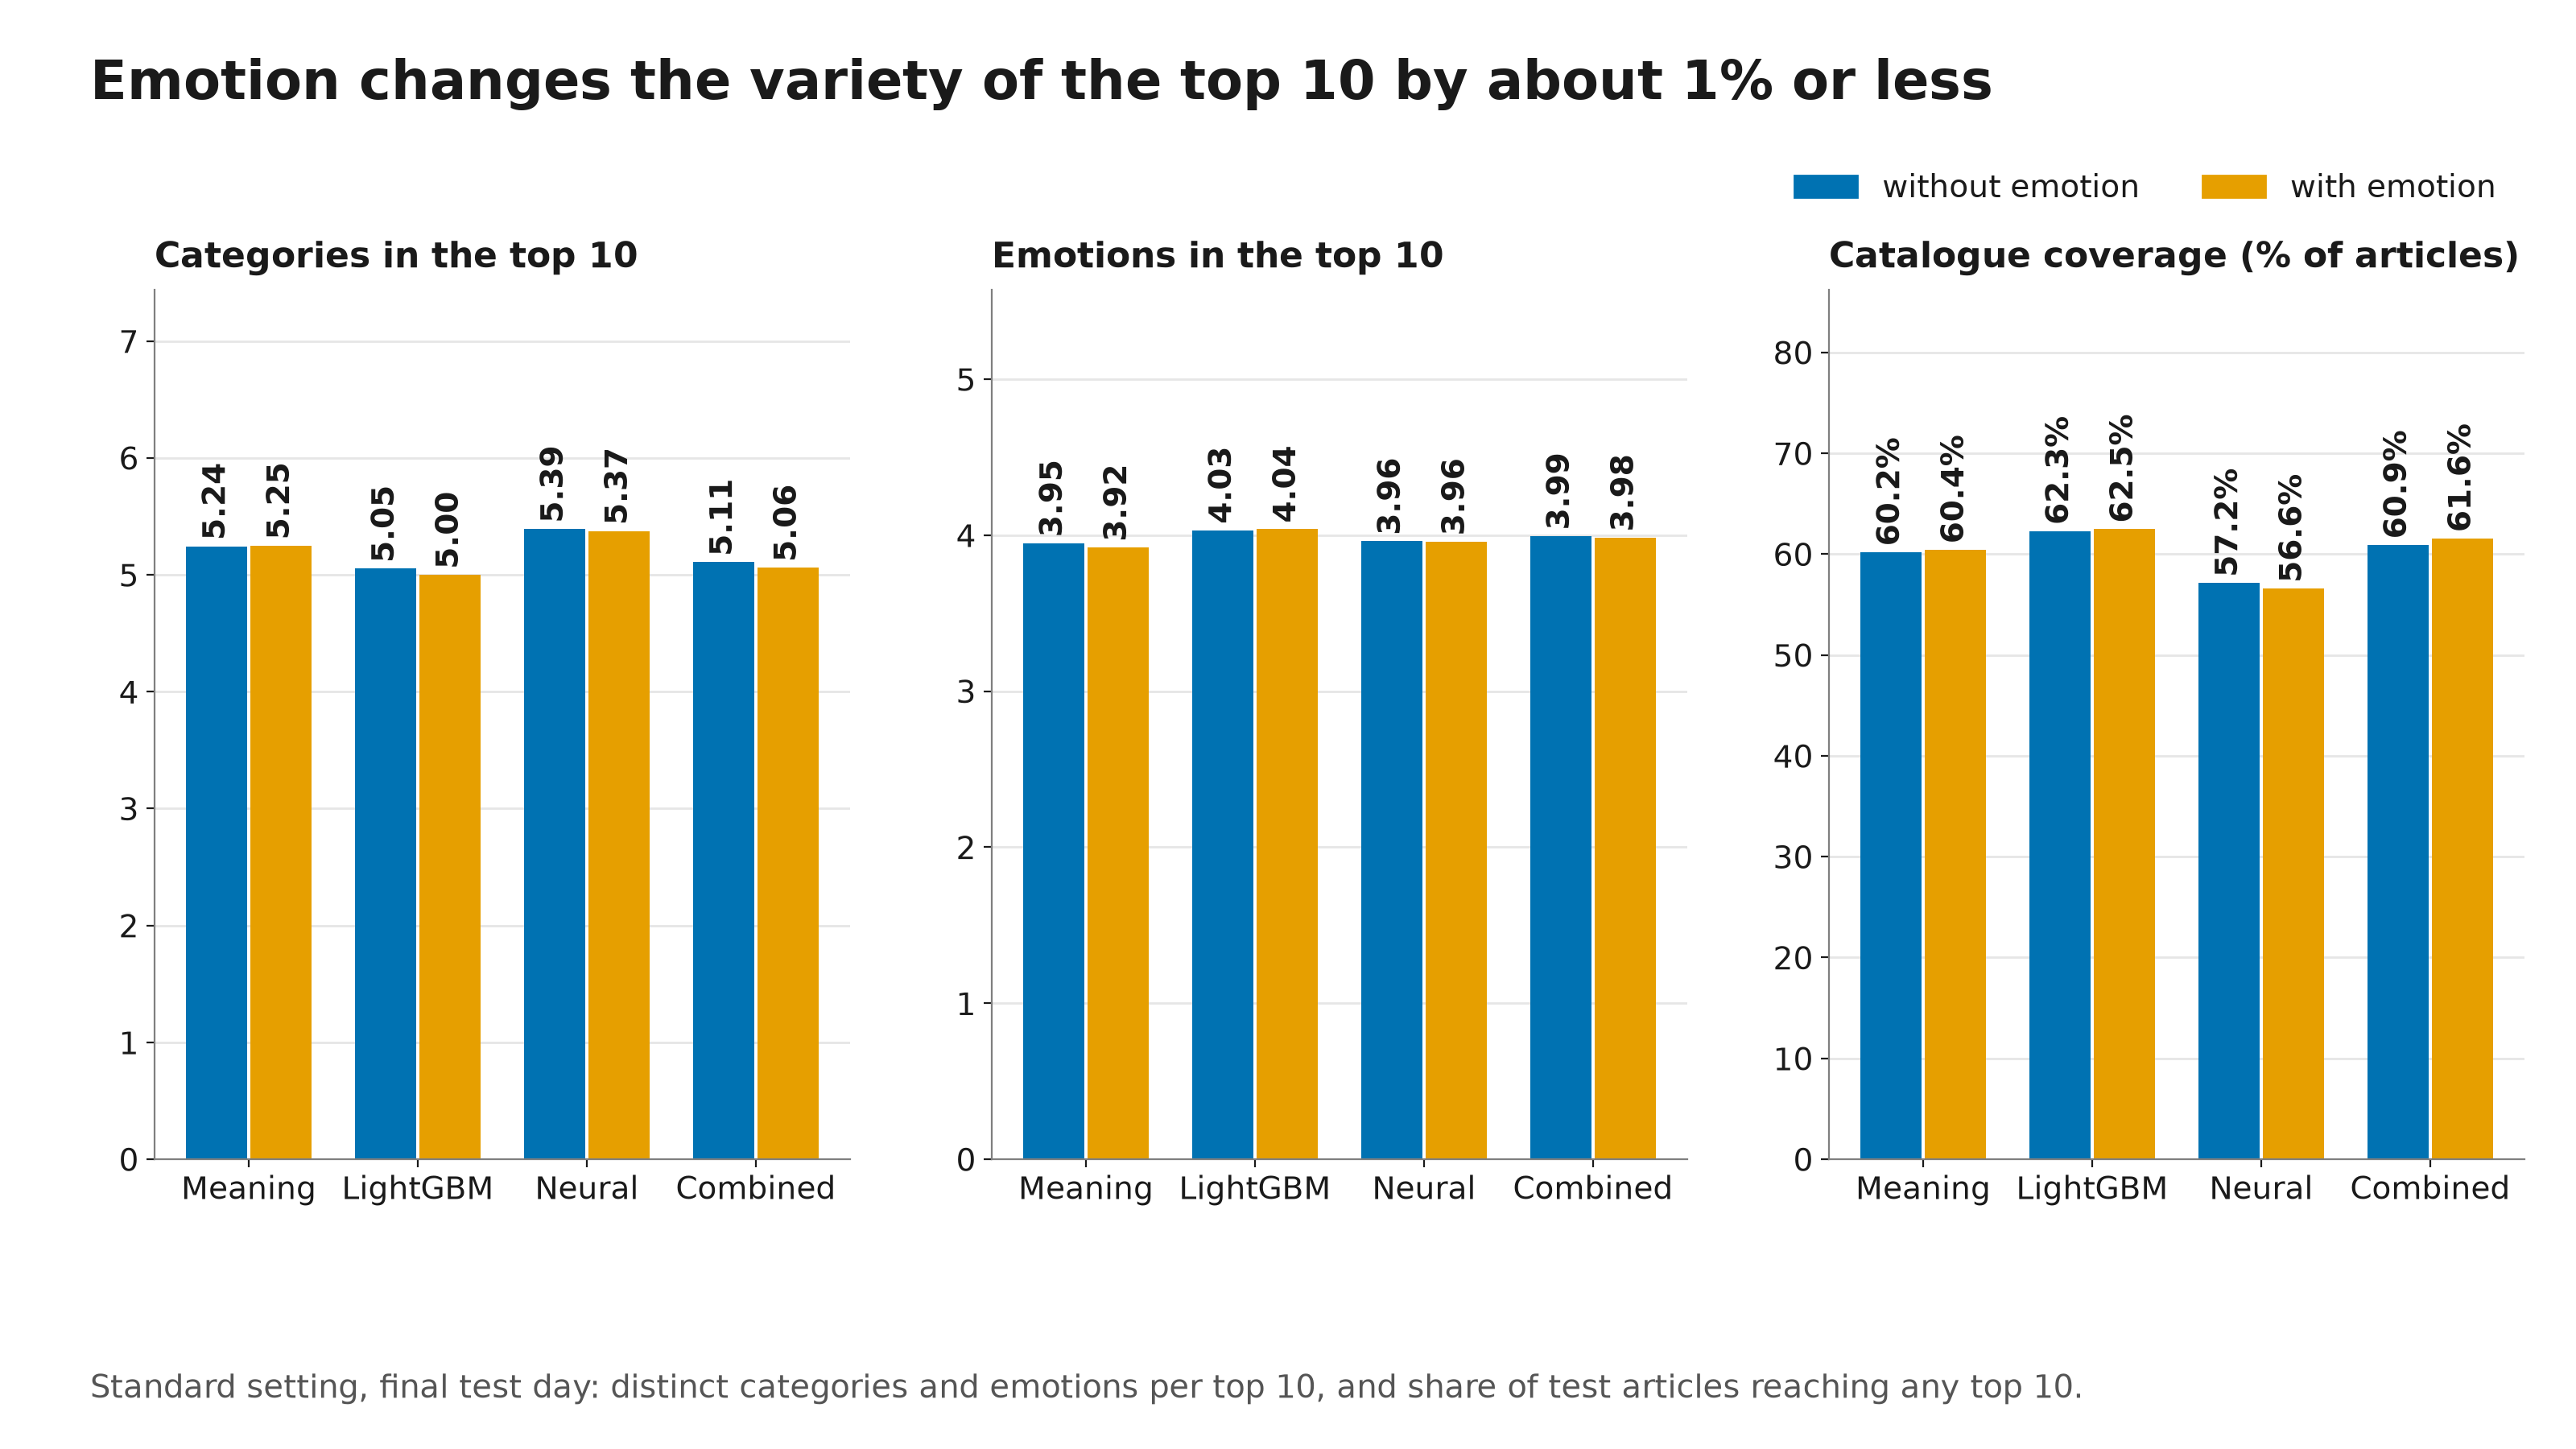 Emotion changes the variety of the top 10 by about 1% or less
without emotion with emotion
Categories in the top 10
7
6
5
4
3
2
1
0
5.24 5.25 5.05 5.00 5.39 5.37 5.11 5.06
Meaning LightGBM Neural Combined
Emotions in the top 10
5
4
3
2
1
0
3.95 3.92 4.03 4.04 3.96 3.96 3.99 3.98
Meaning LightGBM Neural Combined
Catalogue coverage (% of articles)
80
70
60
50
40
30
20
10
0
60.2% 60.4% 62.3% 62.5% 57.2% 56.6% 60.9% 61.6%
Meaning LightGBM Neural Combined
Standard setting, final test day: distinct categories and emotions per top 10, and share of test articles reaching any top 10.